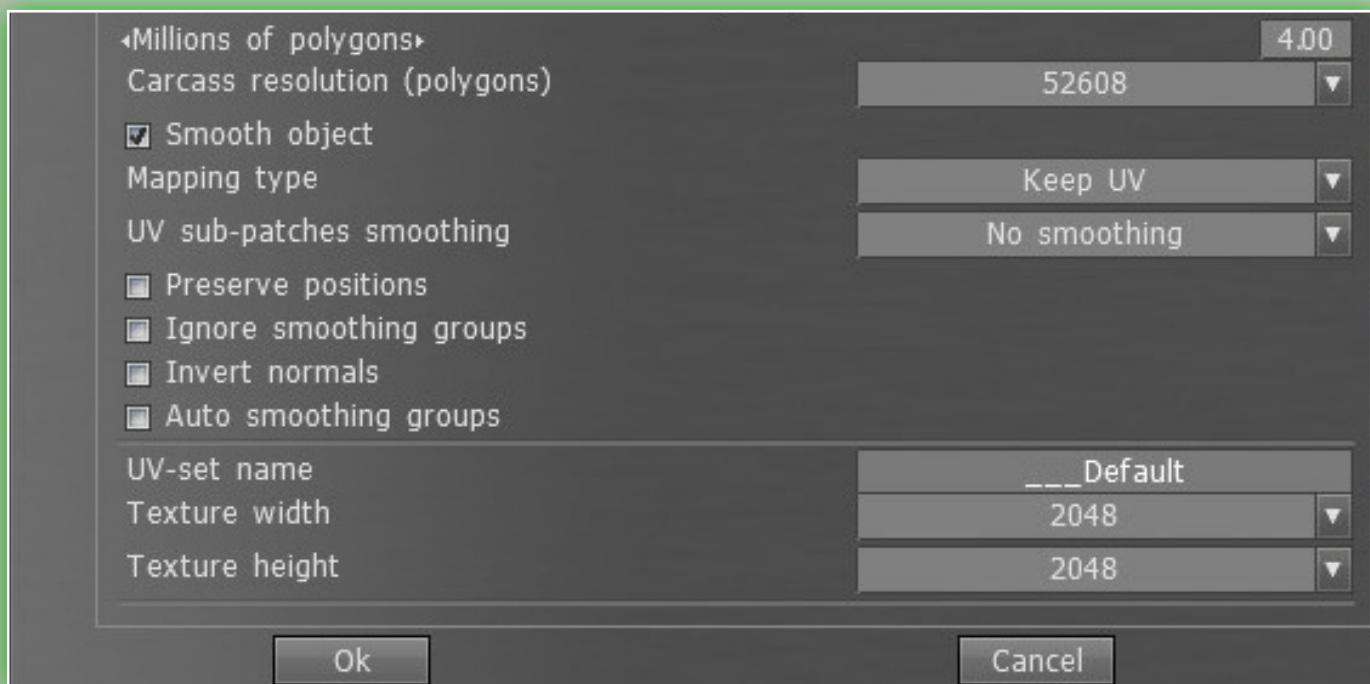 ◂Millions of polygons▸ 4.00
Carcass resolution (polygons) 52608
Smooth object
Mapping type Keep UV
UV sub-patches smoothing No smoothing
Preserve positions
Ignore smoothing groups
Invert normals
Auto smoothing groups
UV-set name ___Default
Texture width 2048
Texture height 2048
Ok Cancel